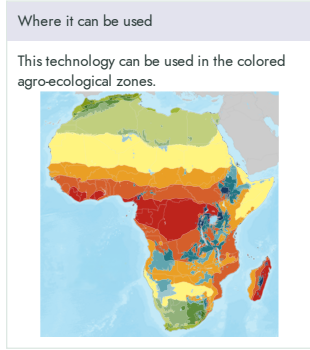 Where it can be used
This technology can be used in the colored
agro-ecological zones.